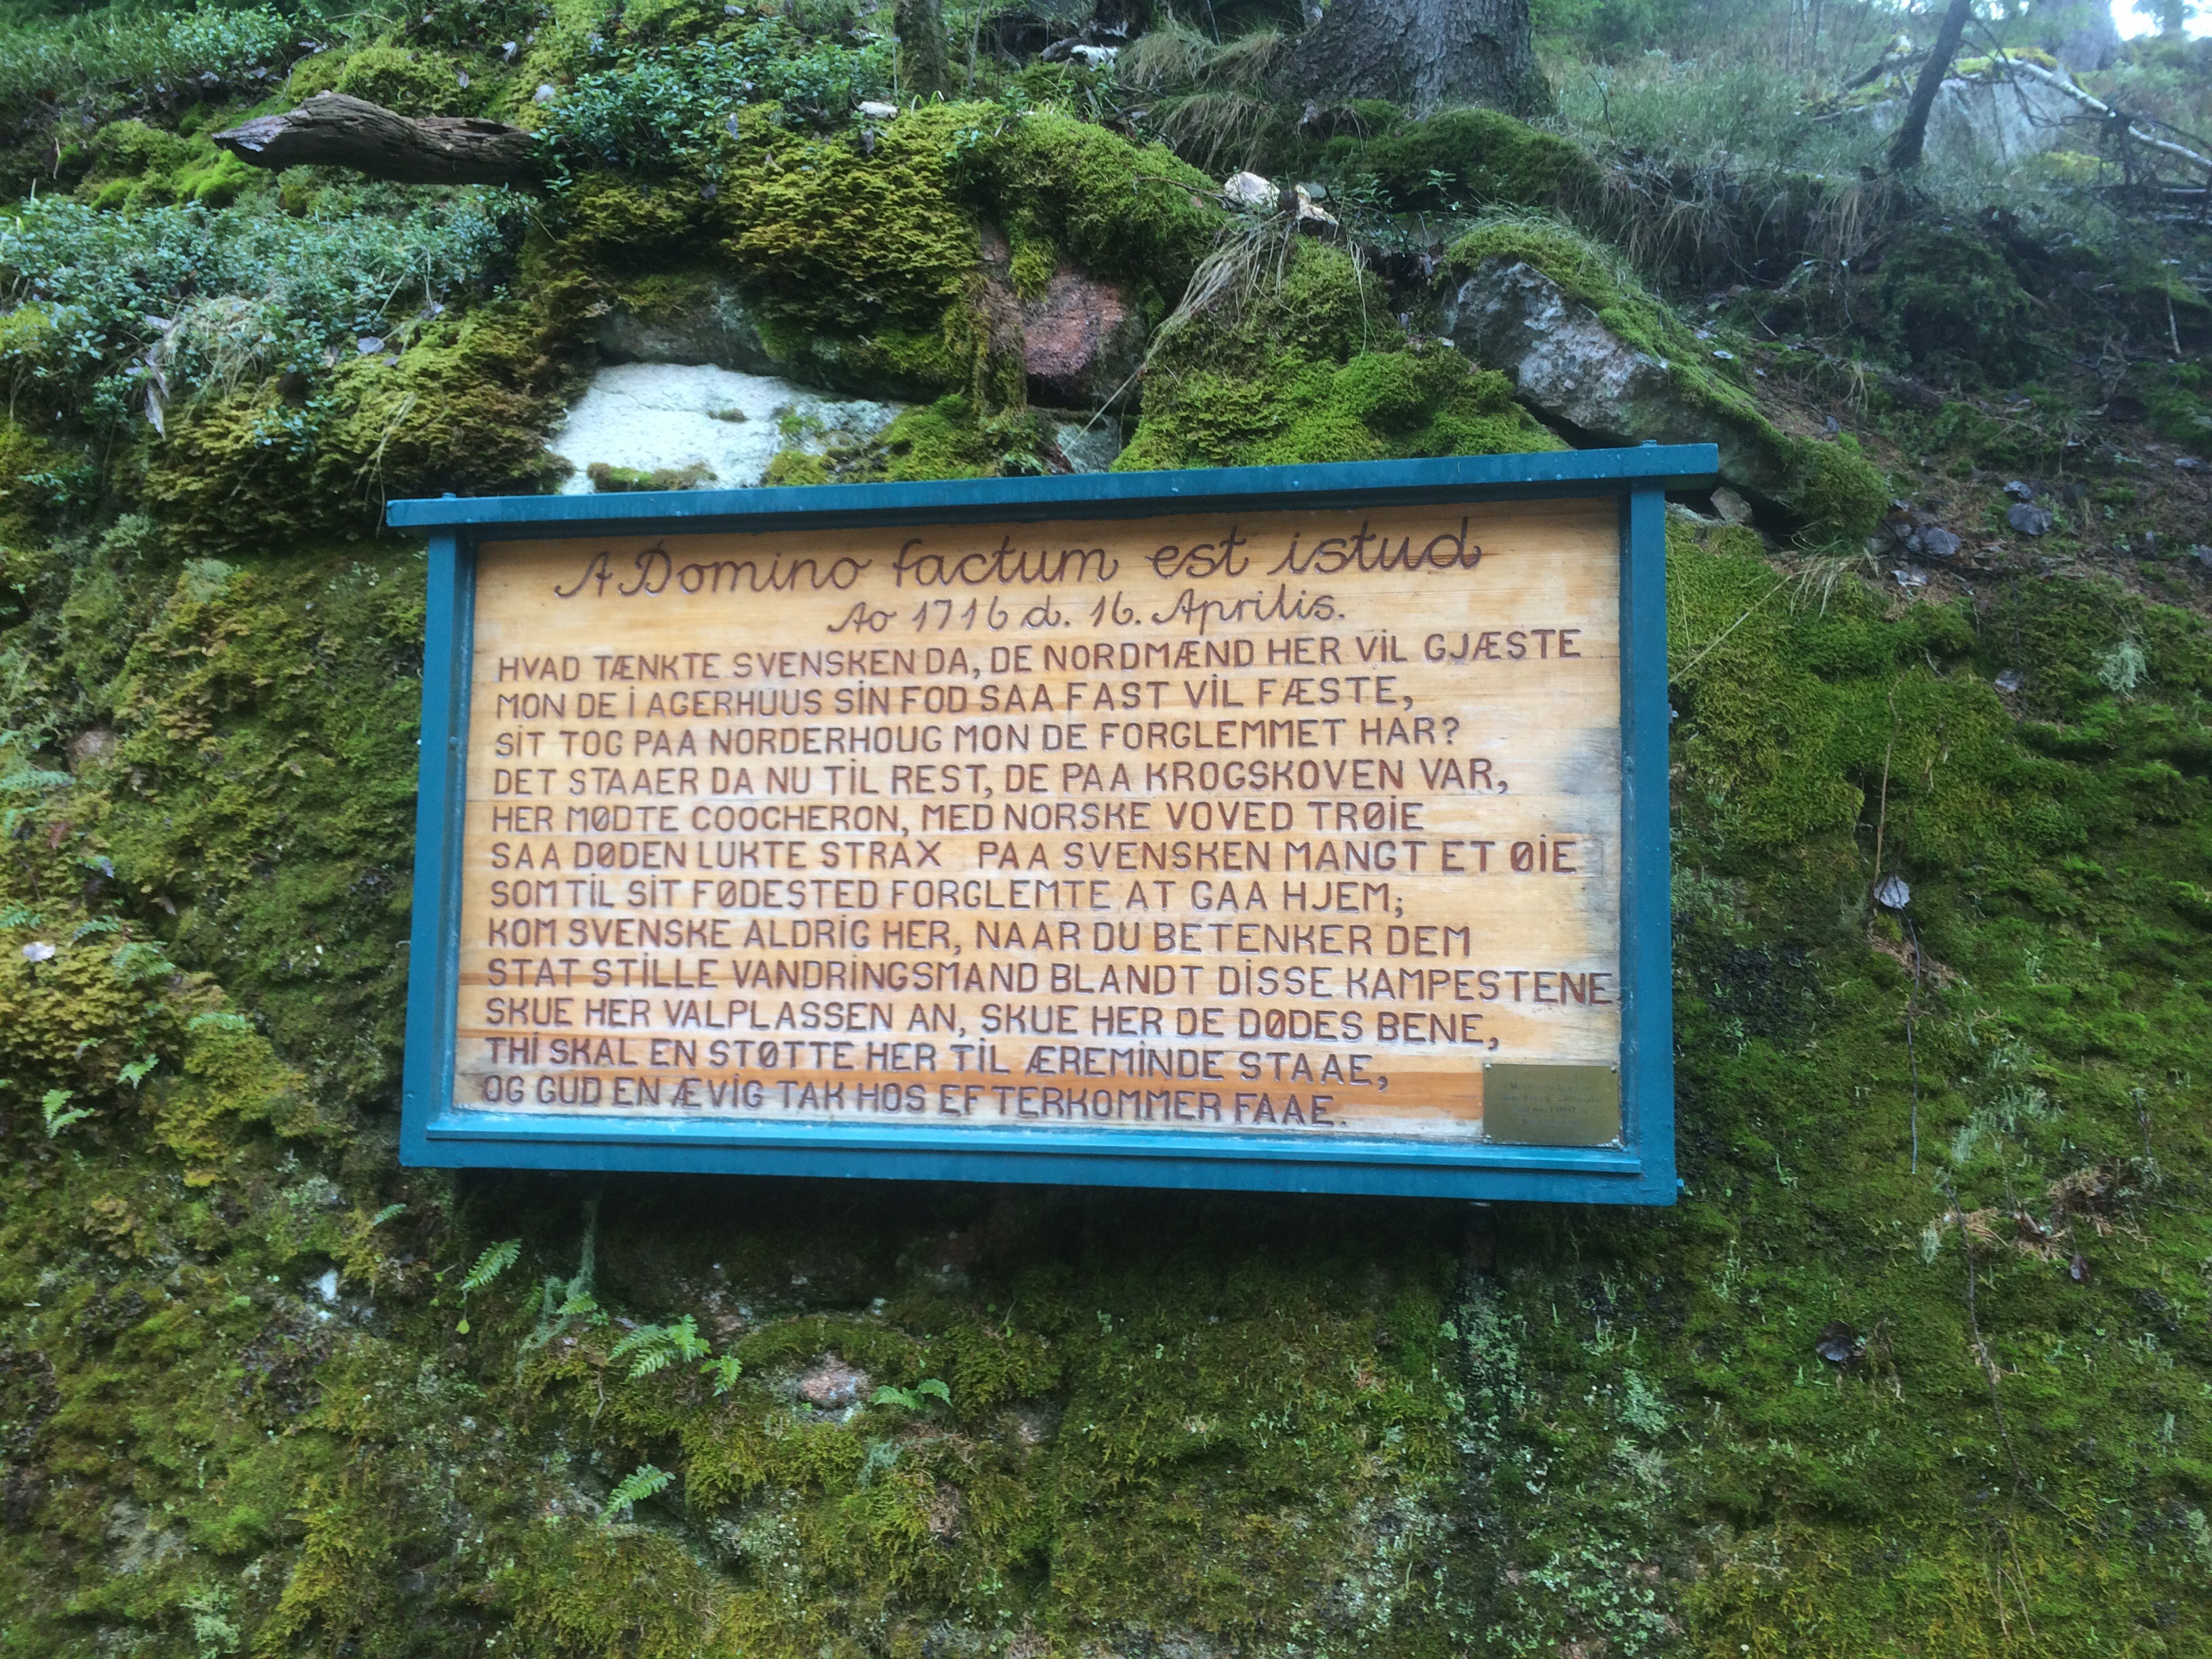 A Domino factum est istud
Ao 1716 d. 16. Aprilis.
HVAD TÆNKTE SVENSKEN DA, DE NORDMÆND HER VIL GJÆSTE
MON DE I AGERHUUS SIN FOD SAA FAST VIL FÆSTE,
SIT TOG PAA NORDERHOUG MON DE FORGLEMMET HAR?
DET STAAER DA NU TIL REST, DE PAA KROGSKOVEN VAR,
HER MØDTE COOCHERON, MED NORSKE VOVED TRØIE
SAA DØDEN LUKTE STRAX PAA SVENSKEN MANGT ET ØIE
SOM TIL SIT FØDESTED FORGLEMTE AT GAA HJEM;
KOM SVENSKE ALDRIG HER, NAAR DU BETENKER DEM
STAT STILLE VANDRINGSMAND BLANDT DISSE KAMPESTENE
SKUE HER VALPLASSEN AN, SKUE HER DE DØDES BENE,
THI SKAL EN STØTTE HER TIL ÆREMINDE STAAE,
OG GUD EN ÆVIG TAK HOS EFTERKOMMER FAAE.